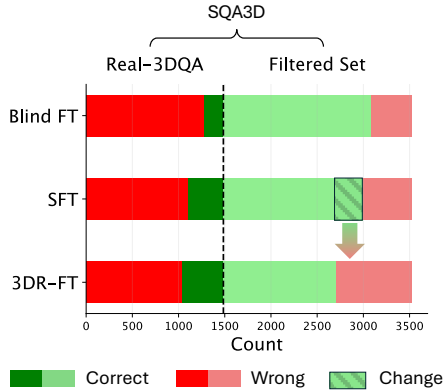 SQA3D
Real-3DQA Filtered Set
Blind FT
SFT
3DR-FT
0 500 1000 1500 2000 2500 3000 3500
Count
Correct Wrong Change